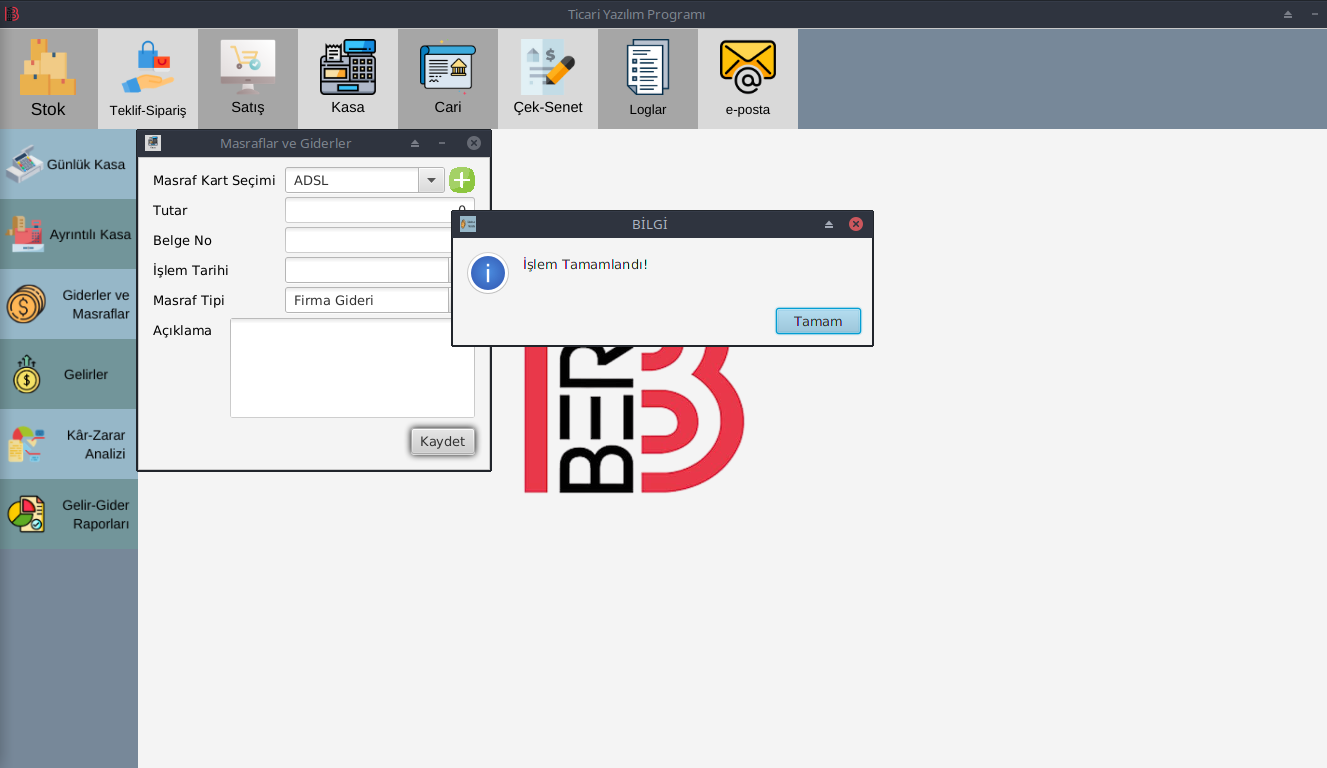 Ticari Yazılım Programı
Stok
Teklif-Sipariş
Satış
Kasa
Cari
Çek-Senet
Loglar
e-posta
Günlük Kasa
Ayrıntılı Kasa
Giderler ve
Masraflar
Gelirler
Kâr-Zarar
Analizi
Gelir-Gider
Raporları
Masraflar ve Giderler
Masraf Kart Seçimi
ADSL
Tutar
Belge No
İşlem Tarihi
Masraf Tipi
Firma Gideri
Açıklama
Kaydet
BİLGİ
İşlem Tamamlandı!
Tamam